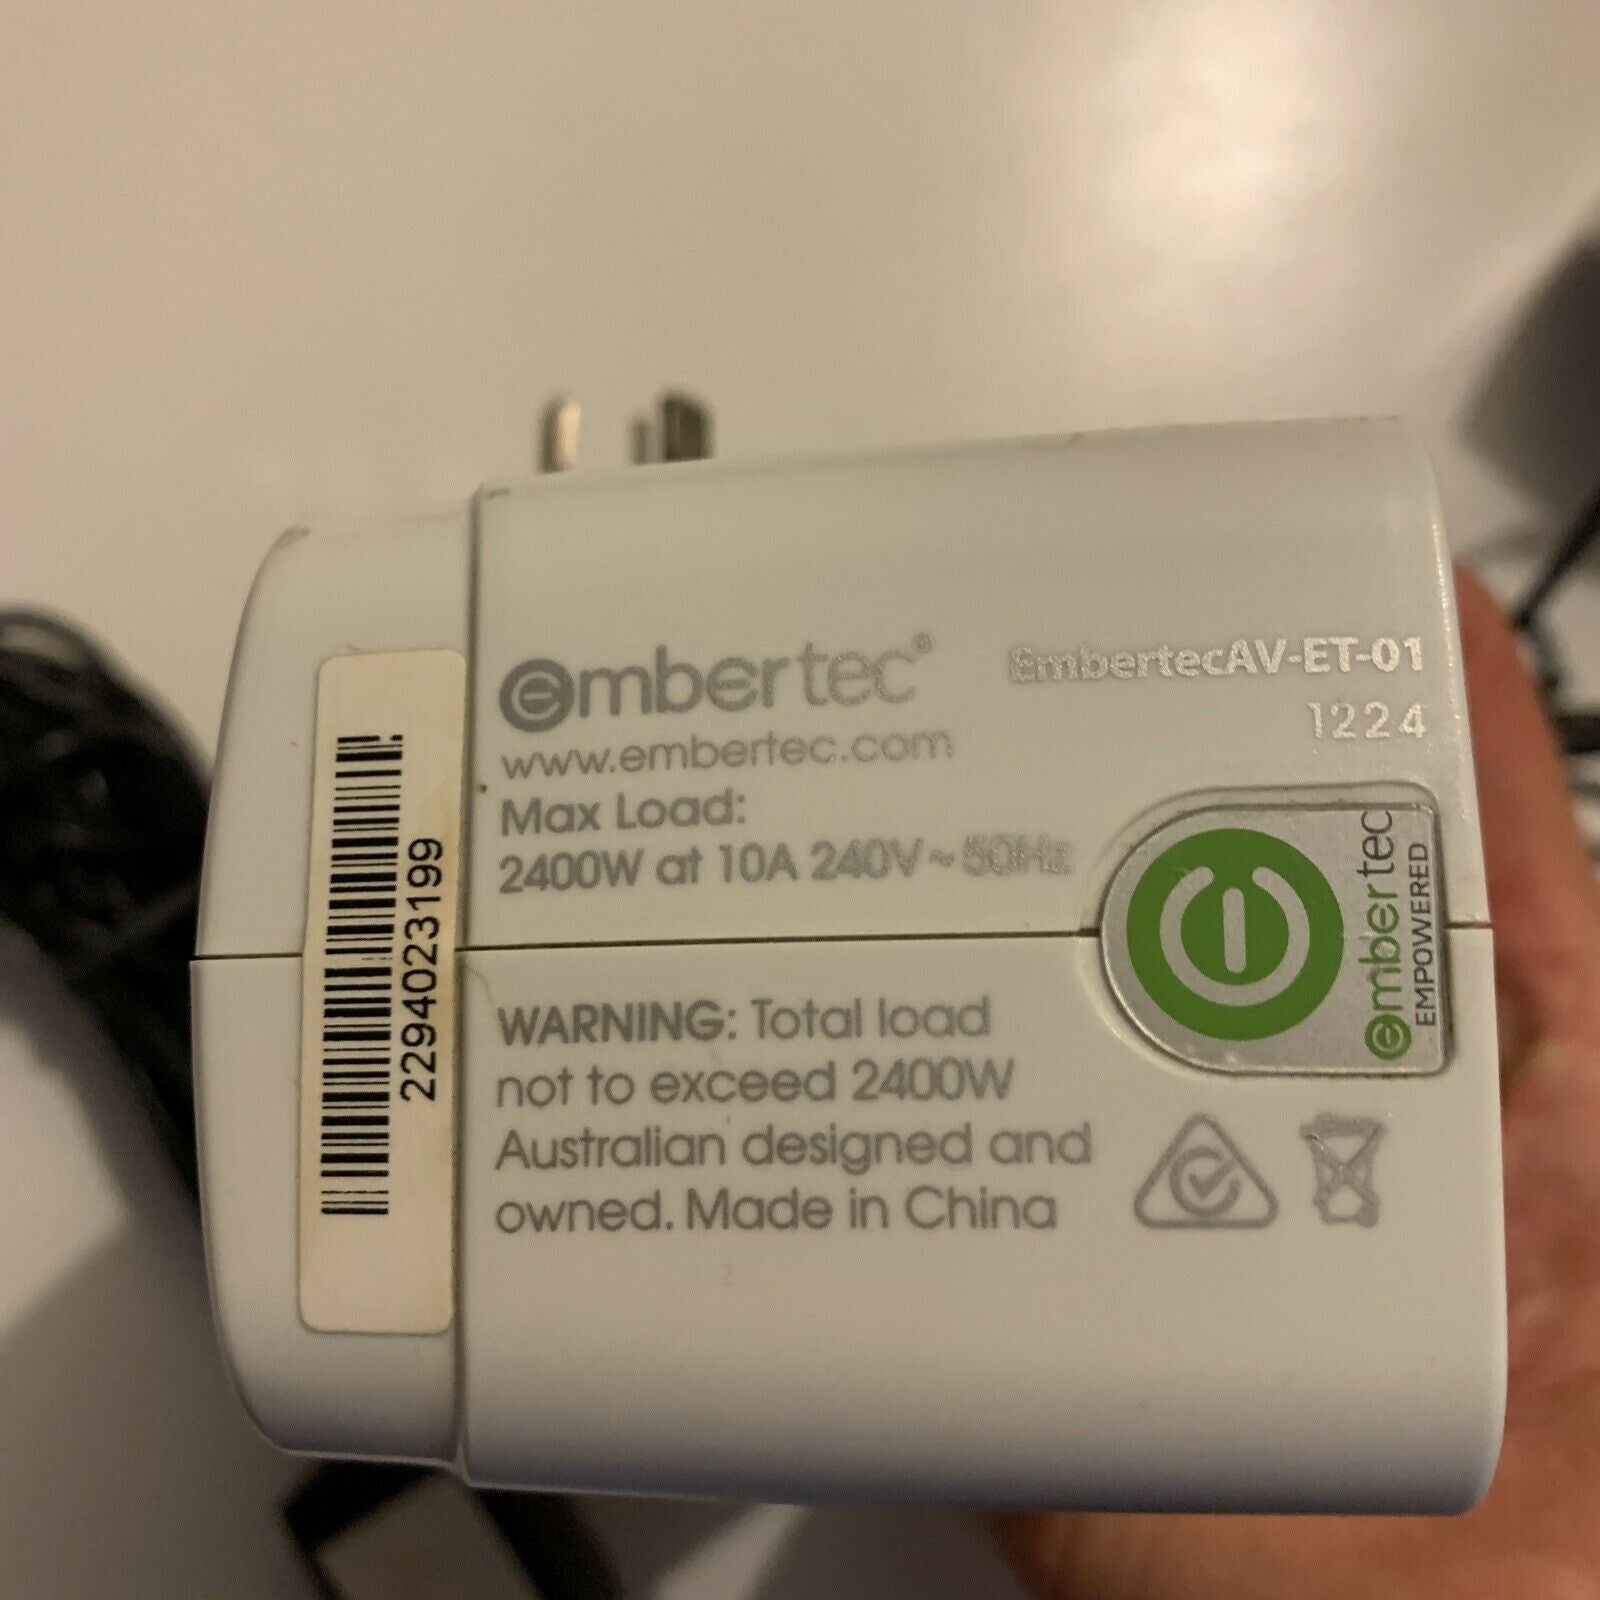 embertec®
www.embertec.com
Max Load:
2400W at 10A 240V ~ 50Hz
EmbertecAV-ET-01
1224
embertec
EMPOWERED
WARNING: Total load
not to exceed 2400W
Australian designed and
owned. Made in China
2294023199